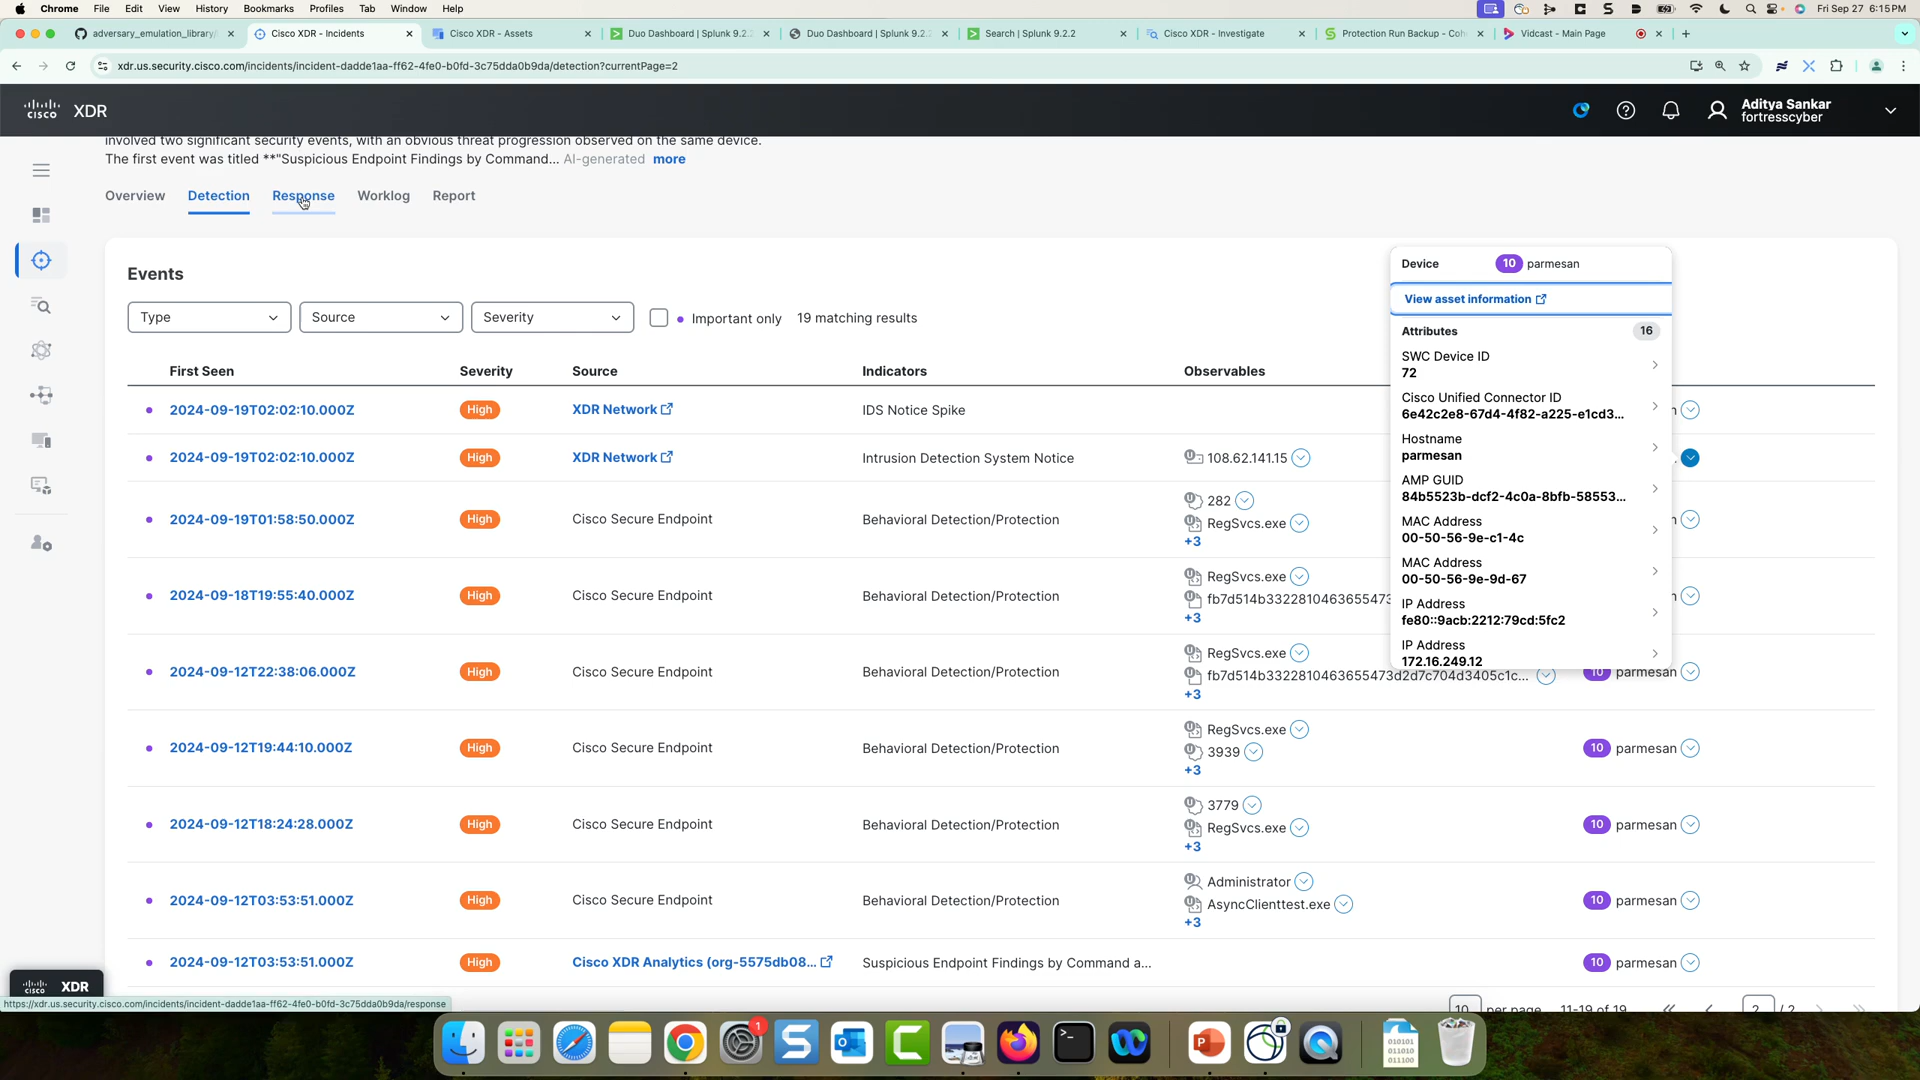 Chrome File Edit View History Bookmarks Profiles Tab Window Help Fri Sep 27 6:15 PM
adversary_emulation_library/ Cisco XDR - Incidents Cisco XDR - Assets Duo Dashboard | Splunk 9.2. Duo Dashboard | Splunk 9.2. Search | Splunk 9.2.2 Cisco XDR - Investigate Protection Run Backup - Coh Vidcast - Main Page
xdr.us.security.cisco.com/incidents/incident-dadde1aa-ff62-4fe0-b0fd-3c75dda0b9da/detection?currentPage=2
CISCO XDR Aditya Sankar
fortresscyber
involved two significant security events, with an obvious threat progression observed on the same device.
The first event was titled **"Suspicious Endpoint Findings by Command... AI-generated more
Overview Detection Response Worklog Report
Events
Type Source Severity Important only 19 matching results
First Seen Severity Source Indicators Observables
2024-09-19T02:02:10.000Z High XDR Network IDS Notice Spike
2024-09-19T02:02:10.000Z High XDR Network Intrusion Detection System Notice 108.62.141.15
2024-09-19T01:58:50.000Z High Cisco Secure Endpoint Behavioral Detection/Protection 282
RegSvcs.exe
+3
2024-09-18T19:55:40.000Z High Cisco Secure Endpoint Behavioral Detection/Protection RegSvcs.exe
fb7d514b3322810463655473
+3
2024-09-12T22:38:06.000Z High Cisco Secure Endpoint Behavioral Detection/Protection RegSvcs.exe
fb7d514b3322810463655473d2d7c704d3405c1c... 10 parmesan
+3
2024-09-12T19:44:10.000Z High Cisco Secure Endpoint Behavioral Detection/Protection RegSvcs.exe
3939 10 parmesan
+3
2024-09-12T18:24:28.000Z High Cisco Secure Endpoint Behavioral Detection/Protection 3779
RegSvcs.exe 10 parmesan
+3
2024-09-12T03:53:51.000Z High Cisco Secure Endpoint Behavioral Detection/Protection Administrator
AsyncClienttest.exe 10 parmesan
+3
2024-09-12T03:53:51.000Z High Cisco XDR Analytics (org-5575db08... Suspicious Endpoint Findings by Command a... 10 parmesan
10 per page 11-19 of 19 2 / 2
Device 10 parmesan
View asset information
Attributes 16
SWC Device ID
72
Cisco Unified Connector ID
6e42c2e8-67d4-4f82-a225-e1cd3...
Hostname
parmesan
AMP GUID
84b5523b-dcf2-4c0a-8bfb-58553...
MAC Address
00-50-56-9e-c1-4c
MAC Address
00-50-56-9e-9d-67
IP Address
fe80::9acb:2212:79cd:5fc2
IP Address
172.16.249.12
CISCO XDR
https://xdr.us.security.cisco.com/incidents/incident-dadde1aa-ff62-4fe0-b0fd-3c75dda0b9da/response
1
010101
011010
011100